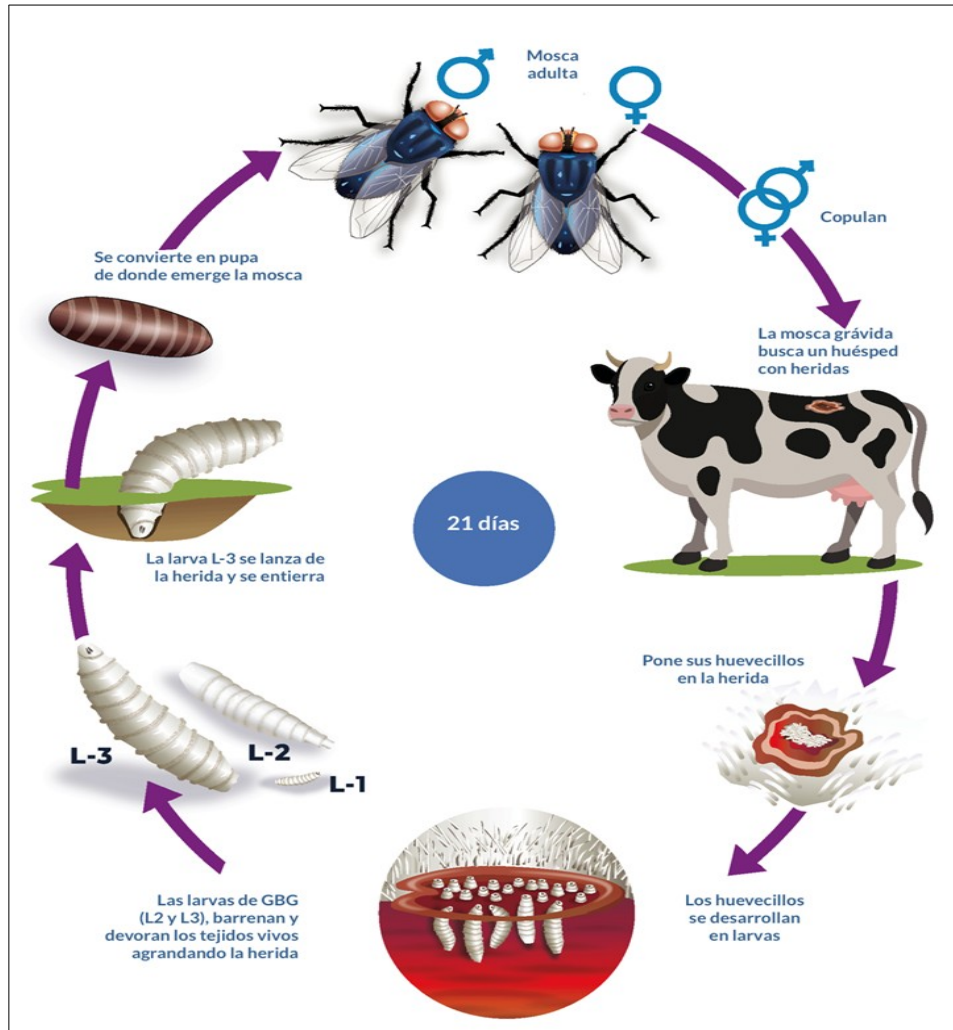 Mosca
adulta
Copulan
La mosca grávida
busca un huésped
con heridas
Pone sus huevecillos
en la herida
Los huevecillos
se desarrollan
en larvas
Las larvas de GBG
(L2 y L3), barrenan y
devoran los tejidos vivos
agrandando la herida
L-3
L-2
L-1
La larva L-3 se lanza de
la herida y se entierra
Se convierte en pupa
de donde emerge la mosca
21 días